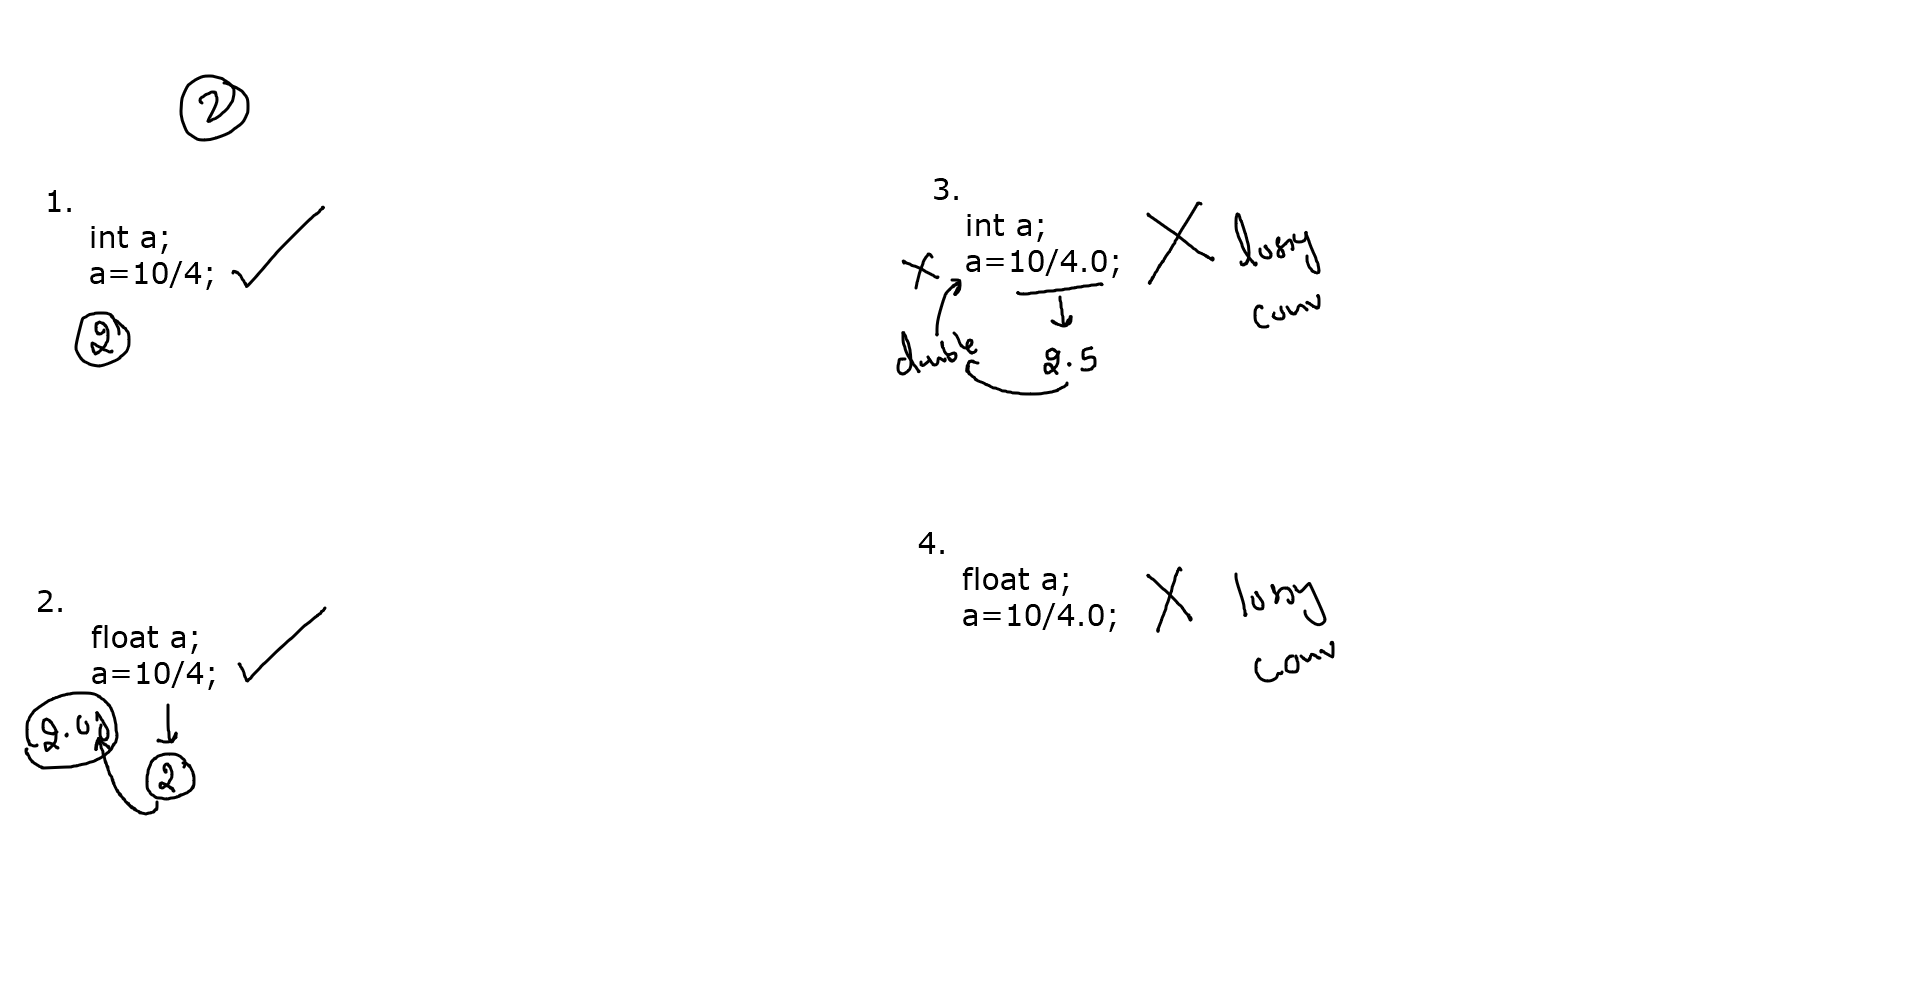 2
1.
int a;
a=10/4;
2
2.
float a;
a=10/4;
2.0f
2
3.
int a;
a=10/4.0;
lossy
conv
double
2.5
4.
float a;
a=10/4.0;
lossy
conv